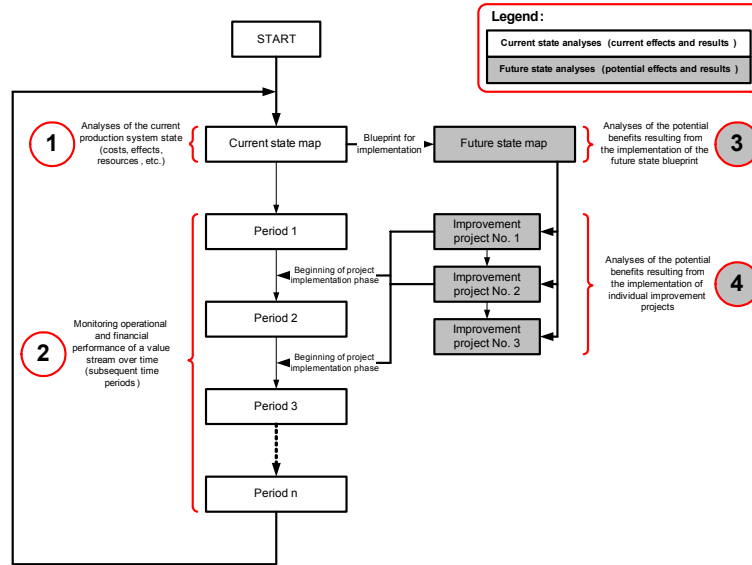 Legend:
Current state analyses (current effects and results )
Future state analyses (potential effects and results )
START
1
Analyses of the current
production system state
(costs, effects,
resources , etc.)
Current state map
Blueprint for
implementation
Future state map
Analyses of the potential
benefits resulting from
the implementation of the
future state blueprint
3
Period 1
Improvement
project No. 1
Beginning of project
implementation phase
Improvement
project No. 2
Analyses of the potential
benefits resulting from
the implementation of
individual improvement
projects
4
Period 2
Improvement
project No. 3
2
Monitoring operational
and financial
performance of a value
stream over time
(subsequent time
periods )
Beginning of project
implementation phase
Period 3
Period n